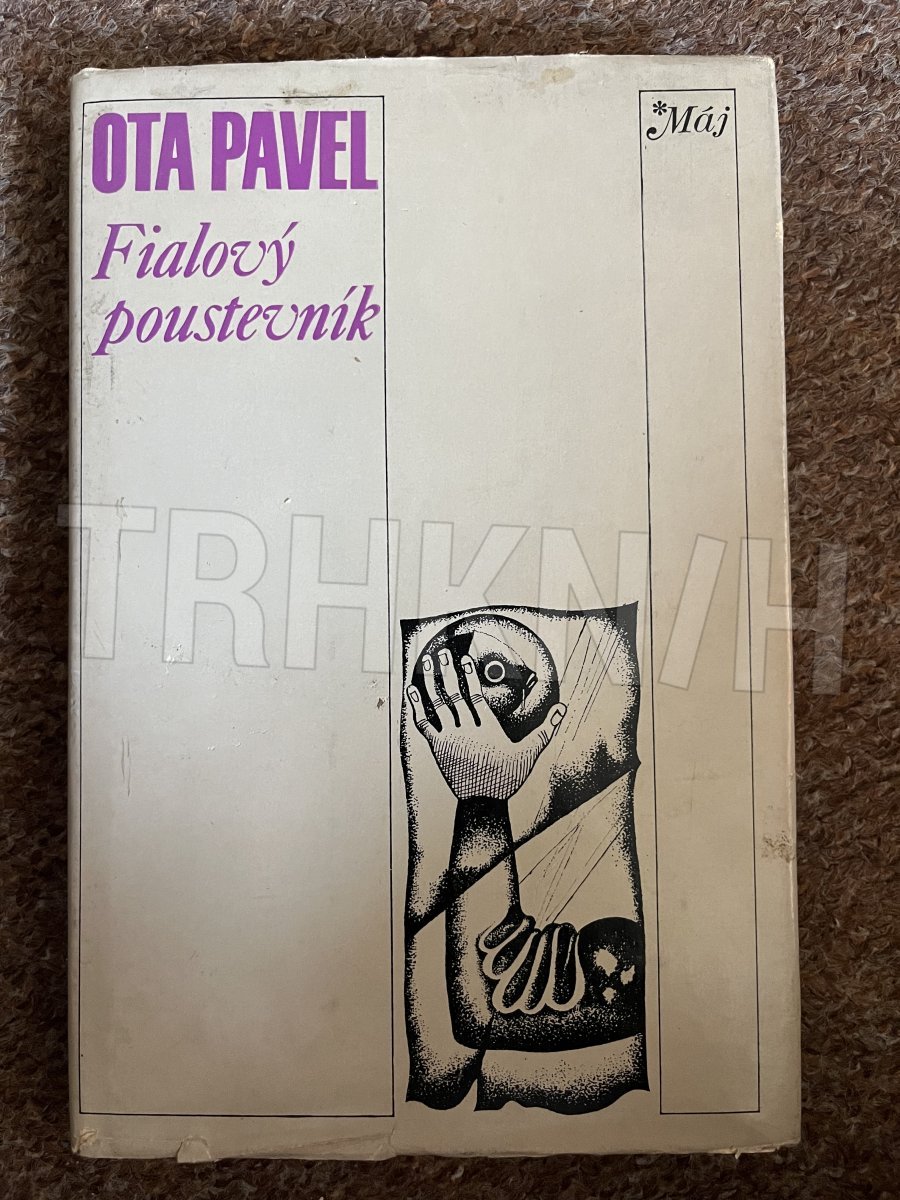 OTA PAVEL
Fialový
poustevník
*Máj
TRHKNIH